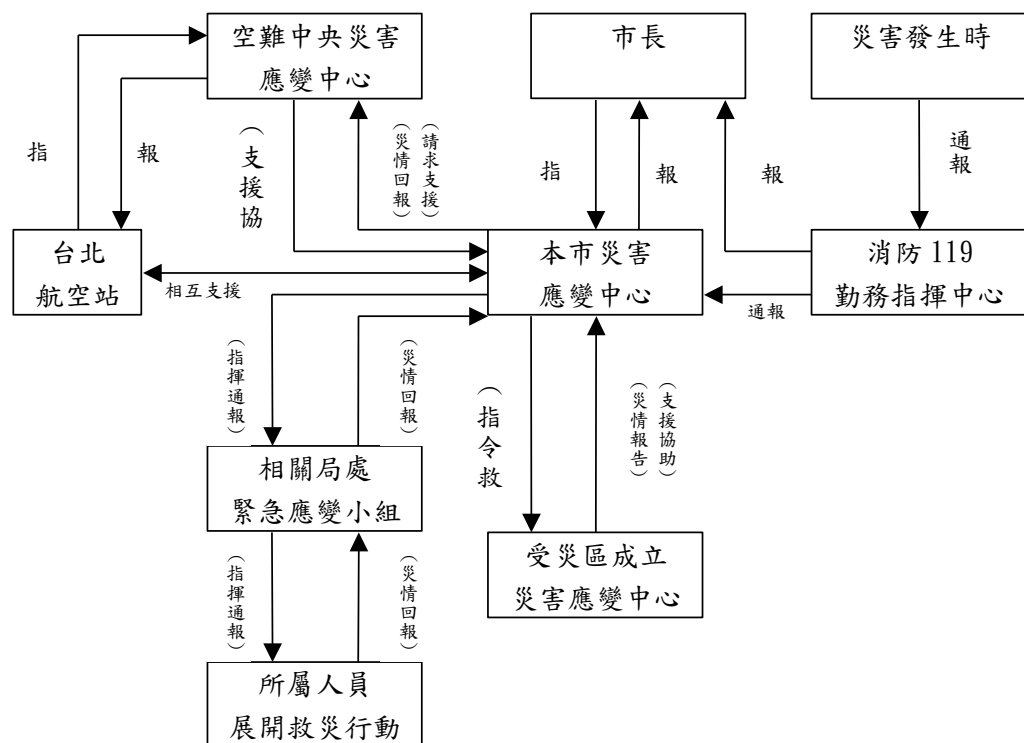 空難中央災害
應變中心
市長
災害發生時
指
報
（支援協
（災情回報）
（請求支援）
指
報
報
通報
台北
航空站
相互支援
本市災害
應變中心
通報
消防 119
勤務指揮中心
（指揮通報）
（災情回報）
（指令救
（災情報告）
（支援協助）
相關局處
緊急應變小組
受災區成立
災害應變中心
（指揮通報）
（災情回報）
所屬人員
展開救災行動